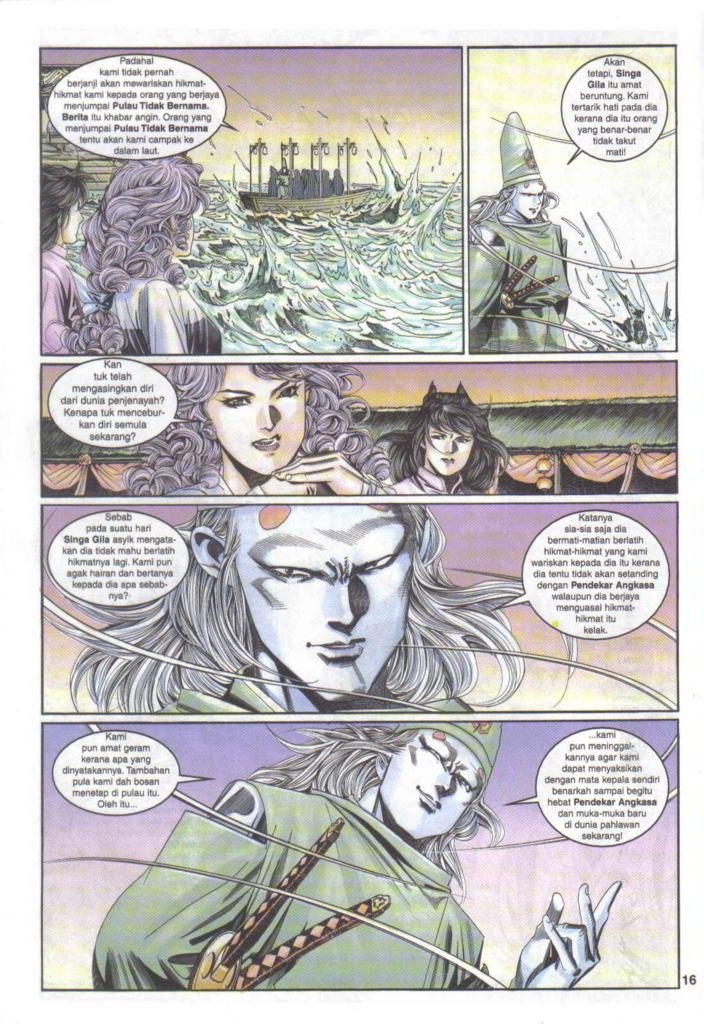 Padahal
kami tidak pernah
berjanji akan mewariskan hikmat-
hikmat kami kepada orang yang berjaya
menjumpai Pulau Tidak Bernama.
Berita itu khabar angin. Orang yang
menjumpai Pulau Tidak Bernama
tentu akan kami campak ke
dalam laut.
Akan
tetapi, Singa
Gila itu amat
beruntung. Kami
tertarik hati pada dia
kerana dia itu orang
yang benar-benar
tidak takut
mati!
Kan
tuk telah
mengasingkan diri
dari dunia penjenayah?
Kenapa tuk mencebur-
kan diri semula
sekarang?
Sebab
pada suatu hari
Singa Gila asyik mengata-
kan dia tidak mahu berlatih
hikmatnya lagi. Kami pun
agak hairan dan bertanya
kepada dia apa sebab-
nya?
Katanya
sia-sia saja dia
bermati-matian berlatih
hikmat-hikmat yang kami
wariskan kepada dia itu kerana
dia tentu tidak akan setanding
dengan Pendekar Angkasa
walaupun dia berjaya
menguasai hikmat-
hikmat itu
kelak.
Kami
pun amat geram
kerana apa yang
dinyatakannya. Tambahan
pula kami dah bosan
menetap di pulau itu.
Oleh itu...
...kami
pun meninggal-
kannya agar kami
dapat menyaksikan
dengan mata kepala sendiri
benarkah sampai begitu
hebat Pendekar Angkasa
dan muka-muka baru
di dunia pahlawan
sekarang!
16